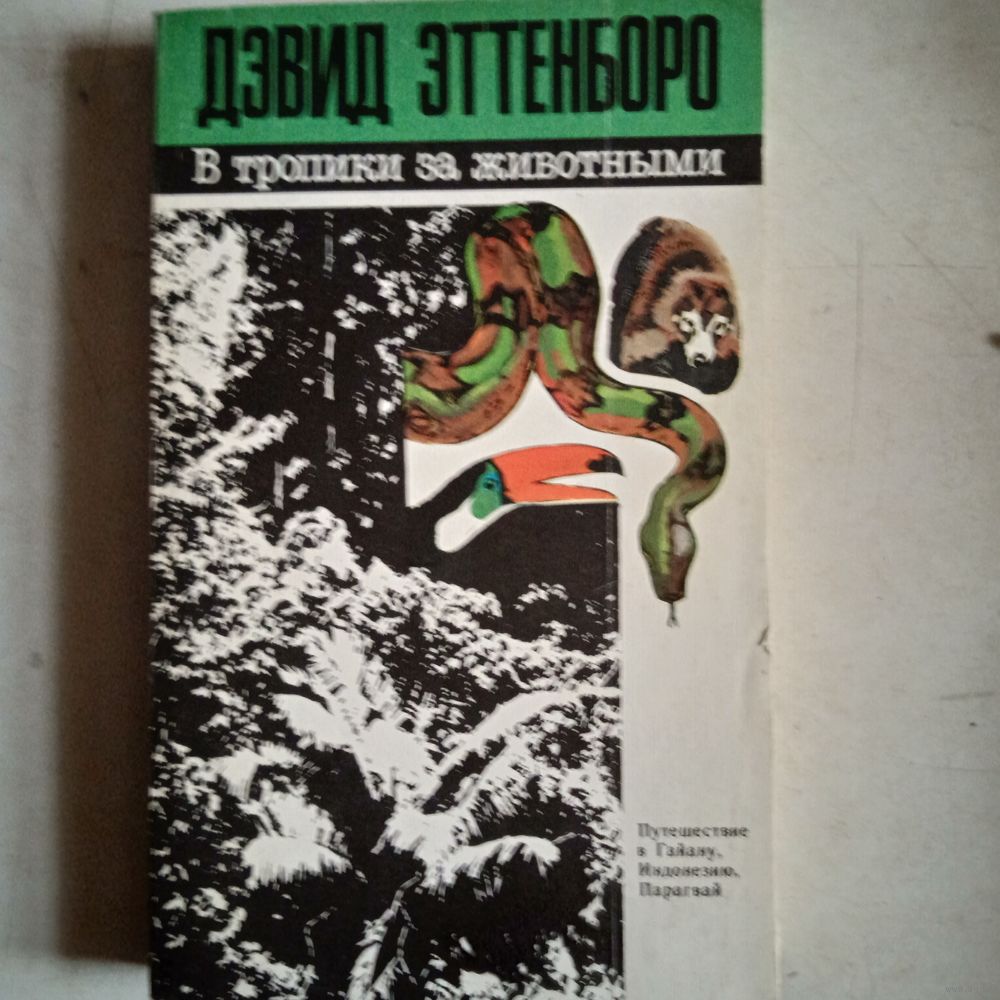 ДЭВИД ЭТТЕНБОРО
В тропики за животными
Путешествие
в Гайану,
Индонезию,
Парагвай